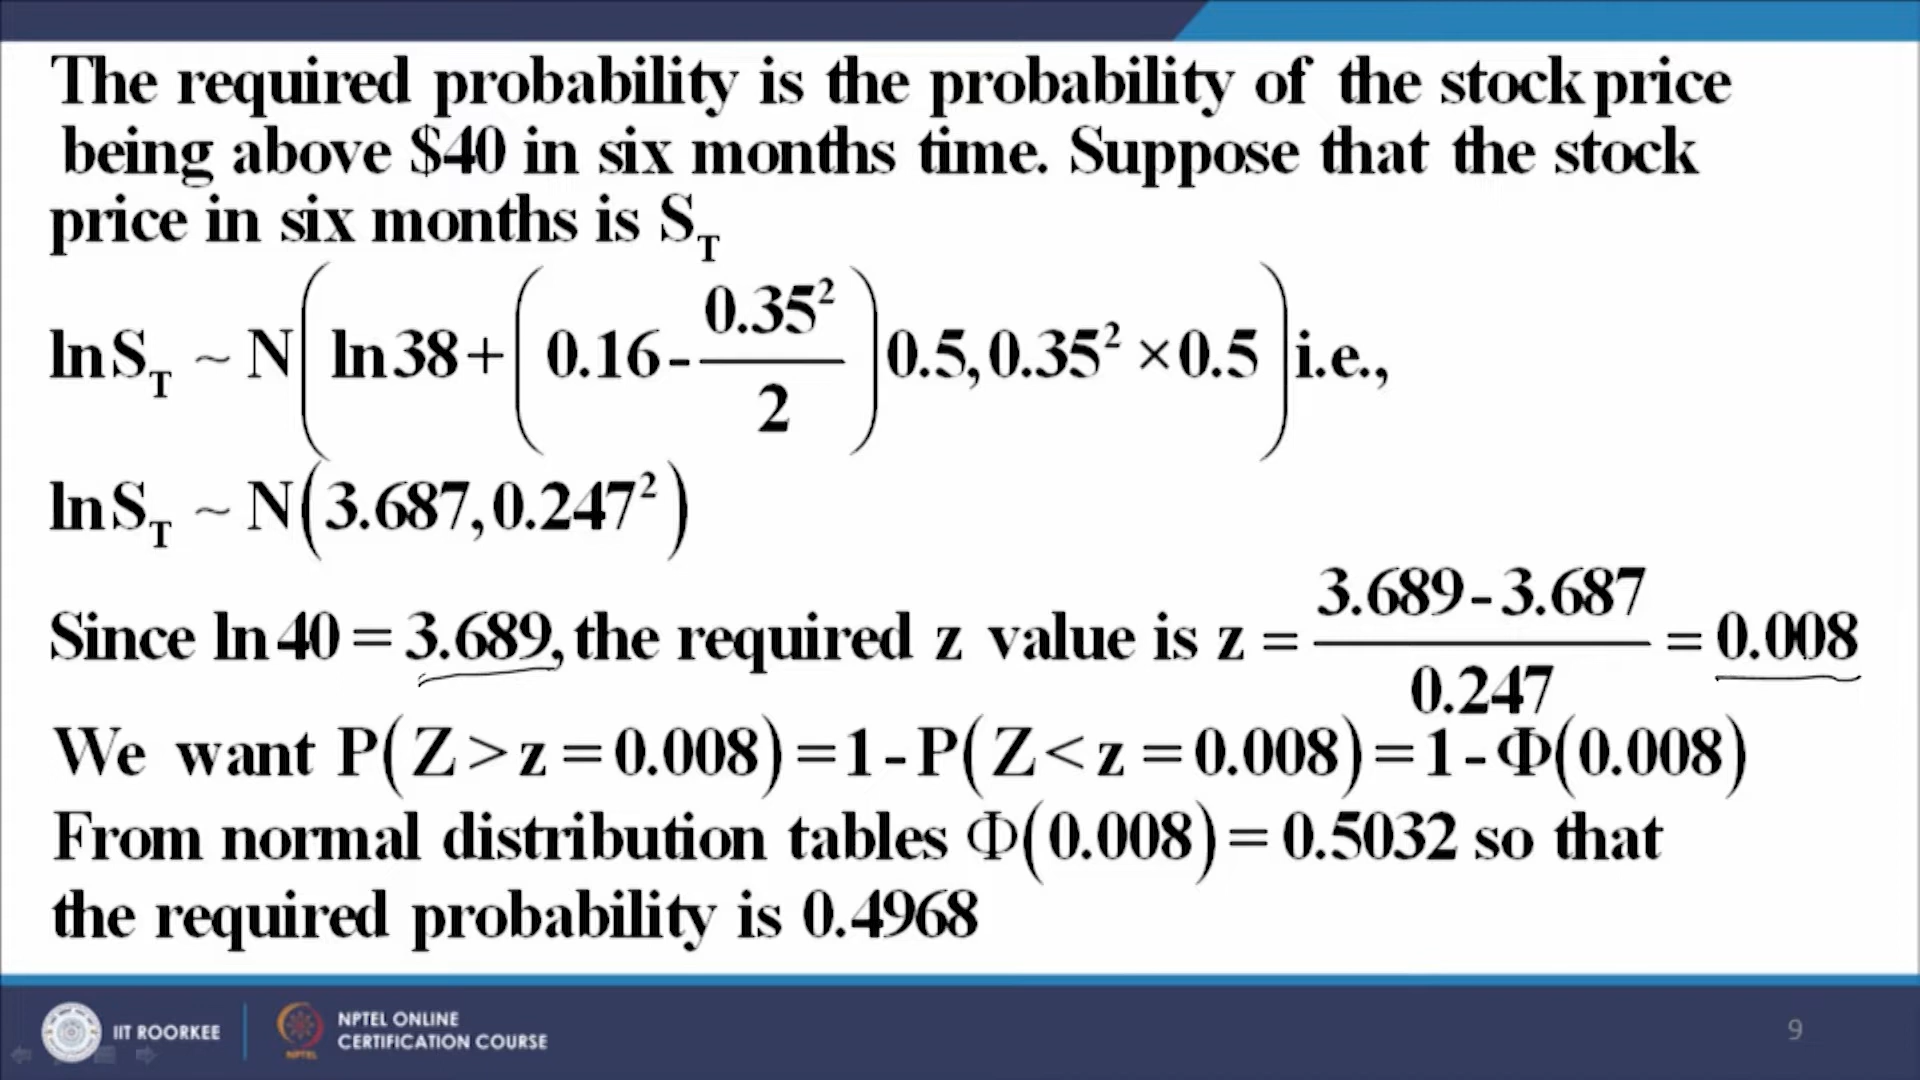 The required probability is the probability of the stock price
being above $40 in six months time. Suppose that the stock
price in six months is S_T
ln S_T ~ N( ln 38 + ( 0.16 - 0.35²/2 ) 0.5, 0.35² × 0.5 ) i.e.,
ln S_T ~ N( 3.687, 0.247² )
Since ln 40 = 3.689, the required z value is z = (3.689 - 3.687)/0.247 = 0.008
We want P( Z > z = 0.008 ) = 1 - P( Z < z = 0.008 ) = 1 - Φ( 0.008 )
From normal distribution tables Φ( 0.008 ) = 0.5032 so that
the required probability is 0.4968
IIT ROORKEE
NPTEL
NPTEL ONLINE
CERTIFICATION COURSE
9